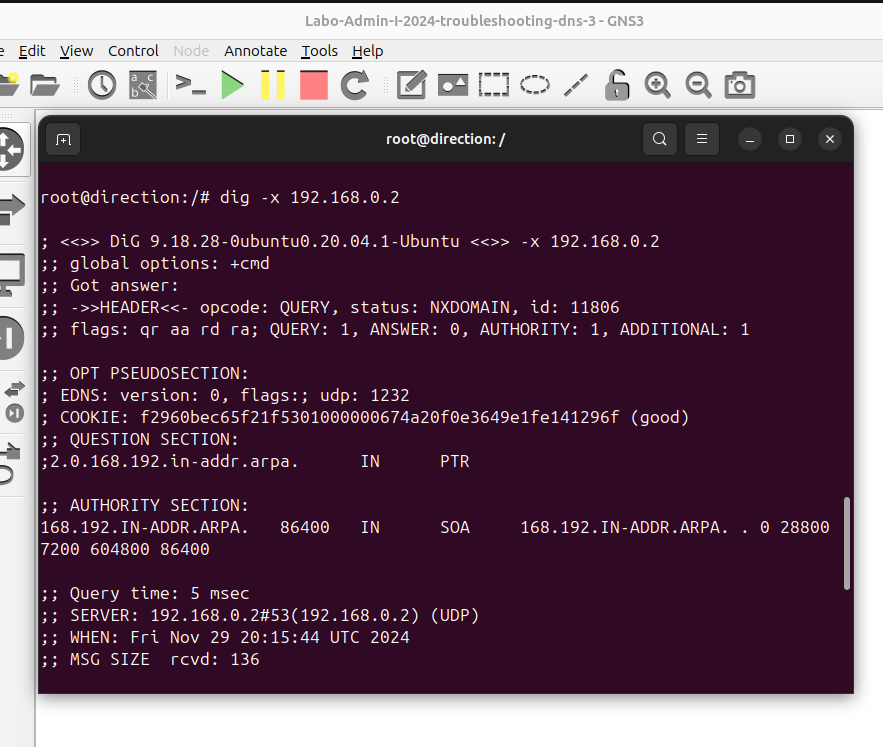 Labo-Admin-I-2024-troubleshooting-dns-3 - GNS3
Edit View Control Node Annotate Tools Help
root@direction: /
root@direction:/# dig -x 192.168.0.2
; <<>> DiG 9.18.28-0ubuntu0.20.04.1-Ubuntu <<>> -x 192.168.0.2
;; global options: +cmd
;; Got answer:
;; ->>HEADER<<- opcode: QUERY, status: NXDOMAIN, id: 11806
;; flags: qr aa rd ra; QUERY: 1, ANSWER: 0, AUTHORITY: 1, ADDITIONAL: 1
;; OPT PSEUDOSECTION:
; EDNS: version: 0, flags:; udp: 1232
; COOKIE: f2960bec65f21f5301000000674a20f0e3649e1fe141296f (good)
;; QUESTION SECTION:
;2.0.168.192.in-addr.arpa. IN PTR
;; AUTHORITY SECTION:
168.192.IN-ADDR.ARPA. 86400 IN SOA 168.192.IN-ADDR.ARPA. . 0 28800
7200 604800 86400
;; Query time: 5 msec
;; SERVER: 192.168.0.2#53(192.168.0.2) (UDP)
;; WHEN: Fri Nov 29 20:15:44 UTC 2024
;; MSG SIZE rcvd: 136